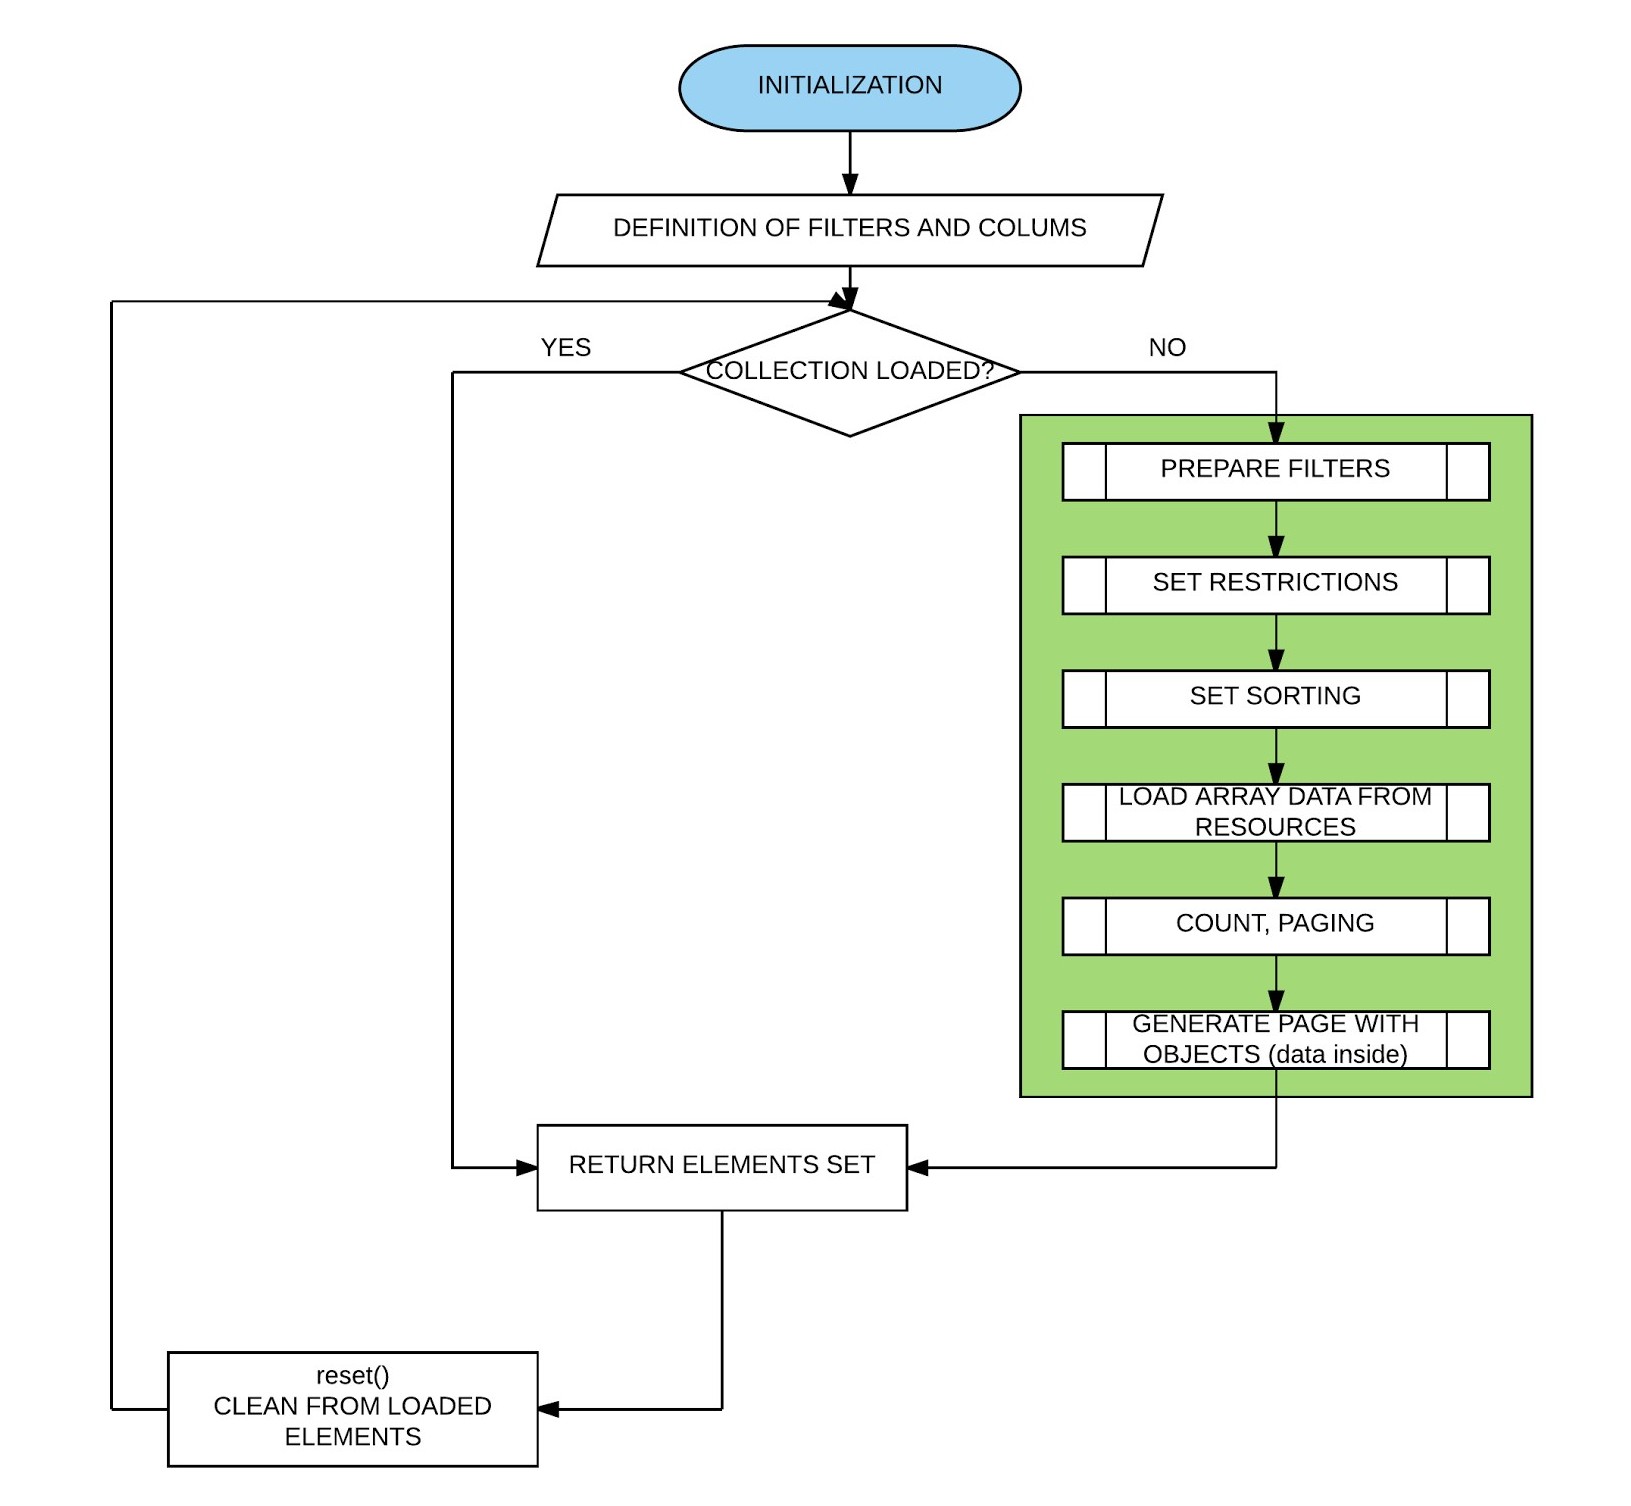 INITIALIZATION
DEFINITION OF FILTERS AND COLUMS
YES
NO
COLLECTION LOADED?
PREPARE FILTERS
SET RESTRICTIONS
SET SORTING
LOAD ARRAY DATA FROM
RESOURCES
COUNT, PAGING
GENERATE PAGE WITH
OBJECTS (data inside)
RETURN ELEMENTS SET
reset()
CLEAN FROM LOADED
ELEMENTS